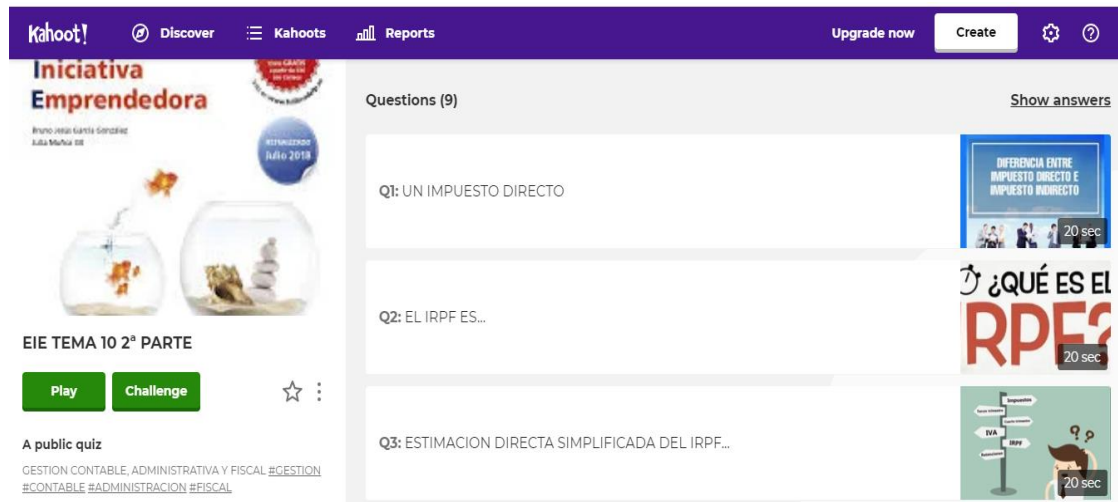 Kahoot!
Discover
Kahoots
Reports
Upgrade now
Create
Iniciativa
Emprendedora
Bruno Jesús García González
Julio 2018
EIE TEMA 10 2ª PARTE
Play
Challenge
A public quiz
GESTION CONTABLE, ADMINISTRATIVA Y FISCAL #GESTION
#CONTABLE #ADMINISTRACION #FISCAL
Questions (9)
Show answers
Q1: UN IMPUESTO DIRECTO
DIFERENCIA ENTRE
IMPUESTO DIRECTO E
IMPUESTO INDIRECTO
20 sec
Q2: EL IRPF ES...
¿QUÉ ES EL
IRPF?
20 sec
Q3: ESTIMACION DIRECTA SIMPLIFICADA DEL IRPF...
Impuestos
IVA
IRPF
20 sec